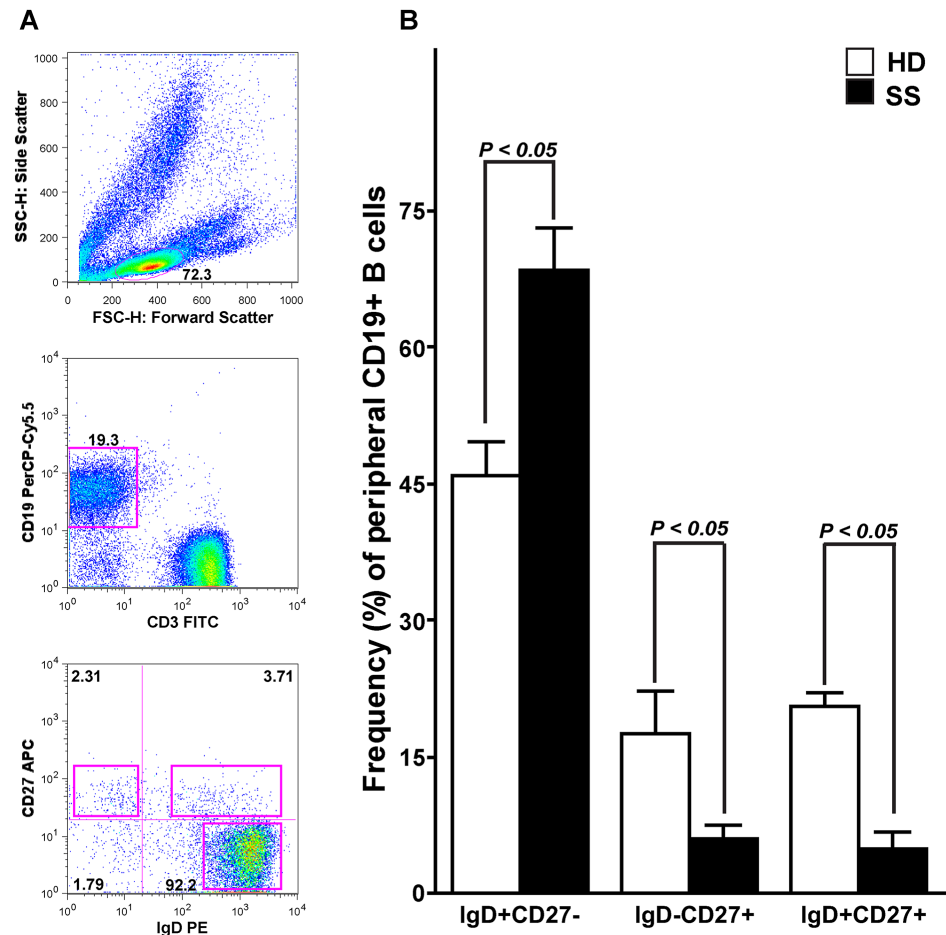 A
SSC-H: Side Scatter
1000
800
600
400
200
0
72.3
0 200 400 600 800 1000
FSC-H: Forward Scatter
CD19 PerCP-Cy5.5
10^4
10^3
10^2
10^1
10^0
19.3
10^0 10^1 10^2 10^3 10^4
CD3 FITC
CD27 APC
10^4
10^3
10^2
10^1
10^0
2.31 3.71
1.79 92.2
10^0 10^1 10^2 10^3 10^4
IgD PE
B
HD
SS
Frequency (%) of peripheral CD19+ B cells
75
60
45
30
15
0
P < 0.05
P < 0.05
P < 0.05
IgD+CD27- IgD-CD27+ IgD+CD27+